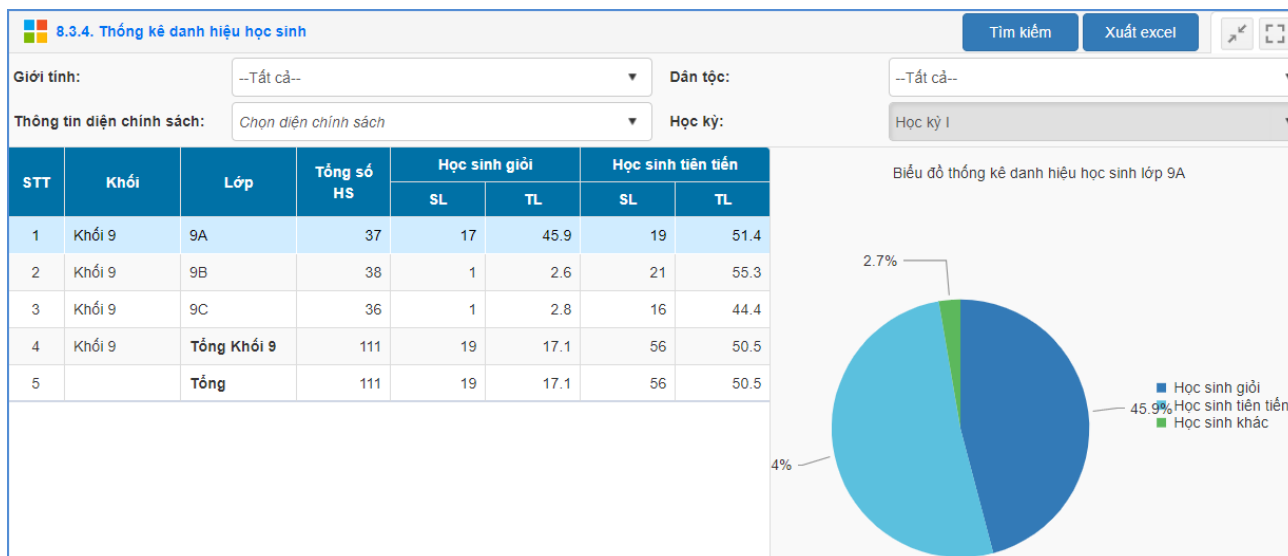 8.3.4. Thống kê danh hiệu học sinh Tìm kiếm Xuất excel
Giới tính: --Tất cả-- Dân tộc: --Tất cả--
Thông tin diện chính sách: Chọn diện chính sách Học kỳ: Học kỳ I
STT Khối Lớp Tổng số HS Học sinh giỏi Học sinh tiên tiến
SL TL SL TL
1 Khối 9 9A 37 17 45.9 19 51.4
2 Khối 9 9B 38 1 2.6 21 55.3
3 Khối 9 9C 36 1 2.8 16 44.4
4 Khối 9 Tổng Khối 9 111 19 17.1 56 50.5
5 Tổng 111 19 17.1 56 50.5
Biểu đồ thống kê danh hiệu học sinh lớp 9A
2.7%
45.9%
4%
Học sinh giỏi
Học sinh tiên tiến
Học sinh khác